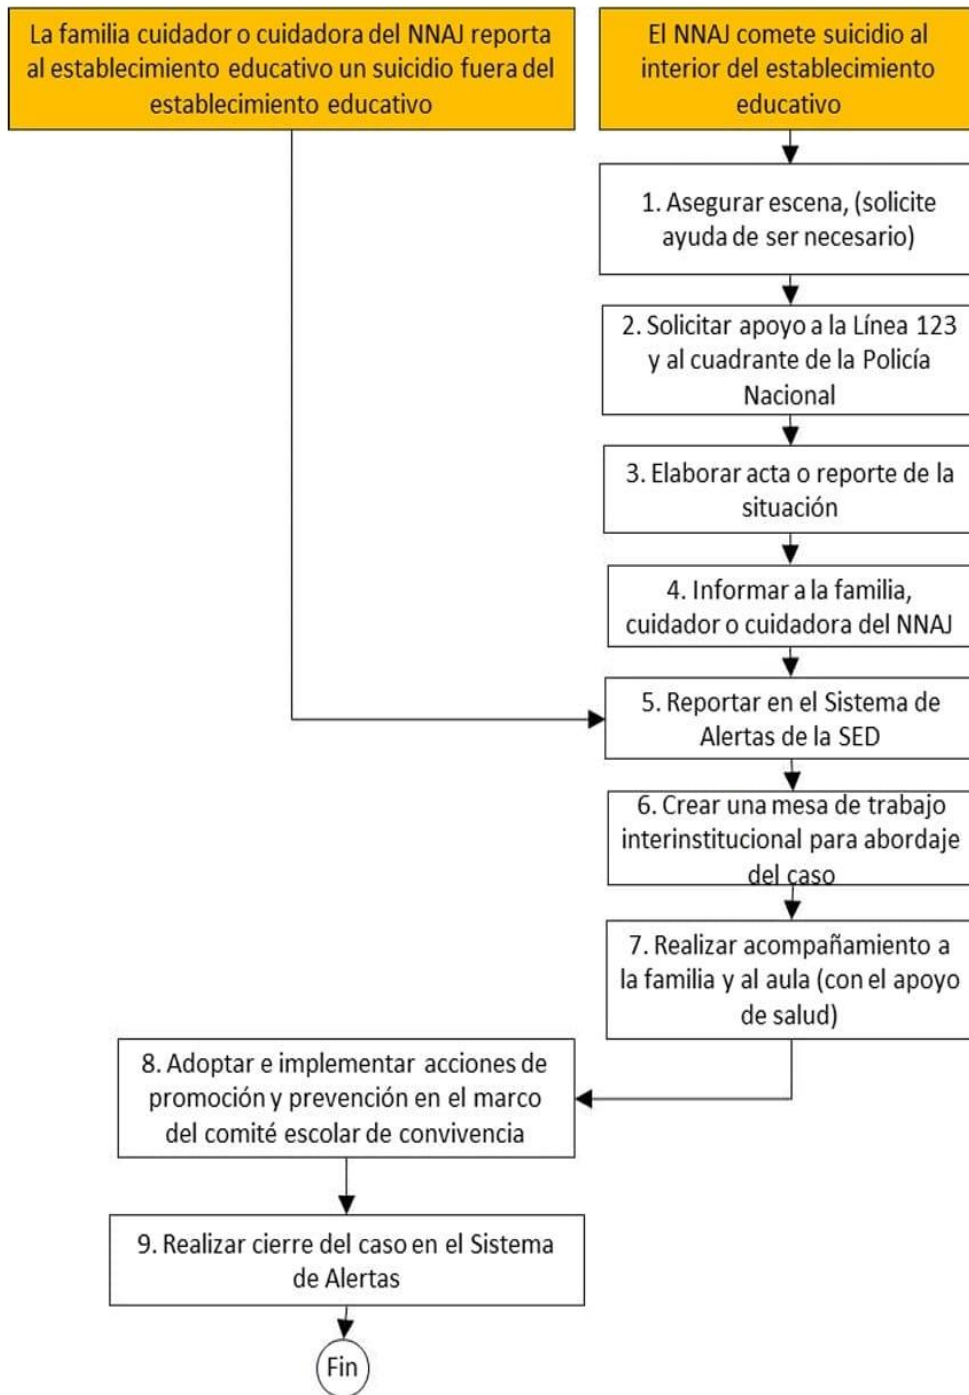 La familia cuidador o cuidadora del NNAJ reporta
al establecimiento educativo un suicidio fuera del
establecimiento educativo
El NNAJ comete suicidio al
interior del establecimiento
educativo
1. Asegurar escena, (solicite
ayuda de ser necesario)
2. Solicitar apoyo a la Línea 123
y al cuadrante de la Policía
Nacional
3. Elaborar acta o reporte de la
situación
4. Informar a la familia,
cuidador o cuidadora del NNAJ
5. Reportar en el Sistema de
Alertas de la SED
6. Crear una mesa de trabajo
interinstitucional para abordaje
del caso
7. Realizar acompañamiento a
la familia y al aula (con el apoyo
de salud)
8. Adoptar e implementar acciones de
promoción y prevención en el marco
del comité escolar de convivencia
9. Realizar cierre del caso en el Sistema
de Alertas
Fin